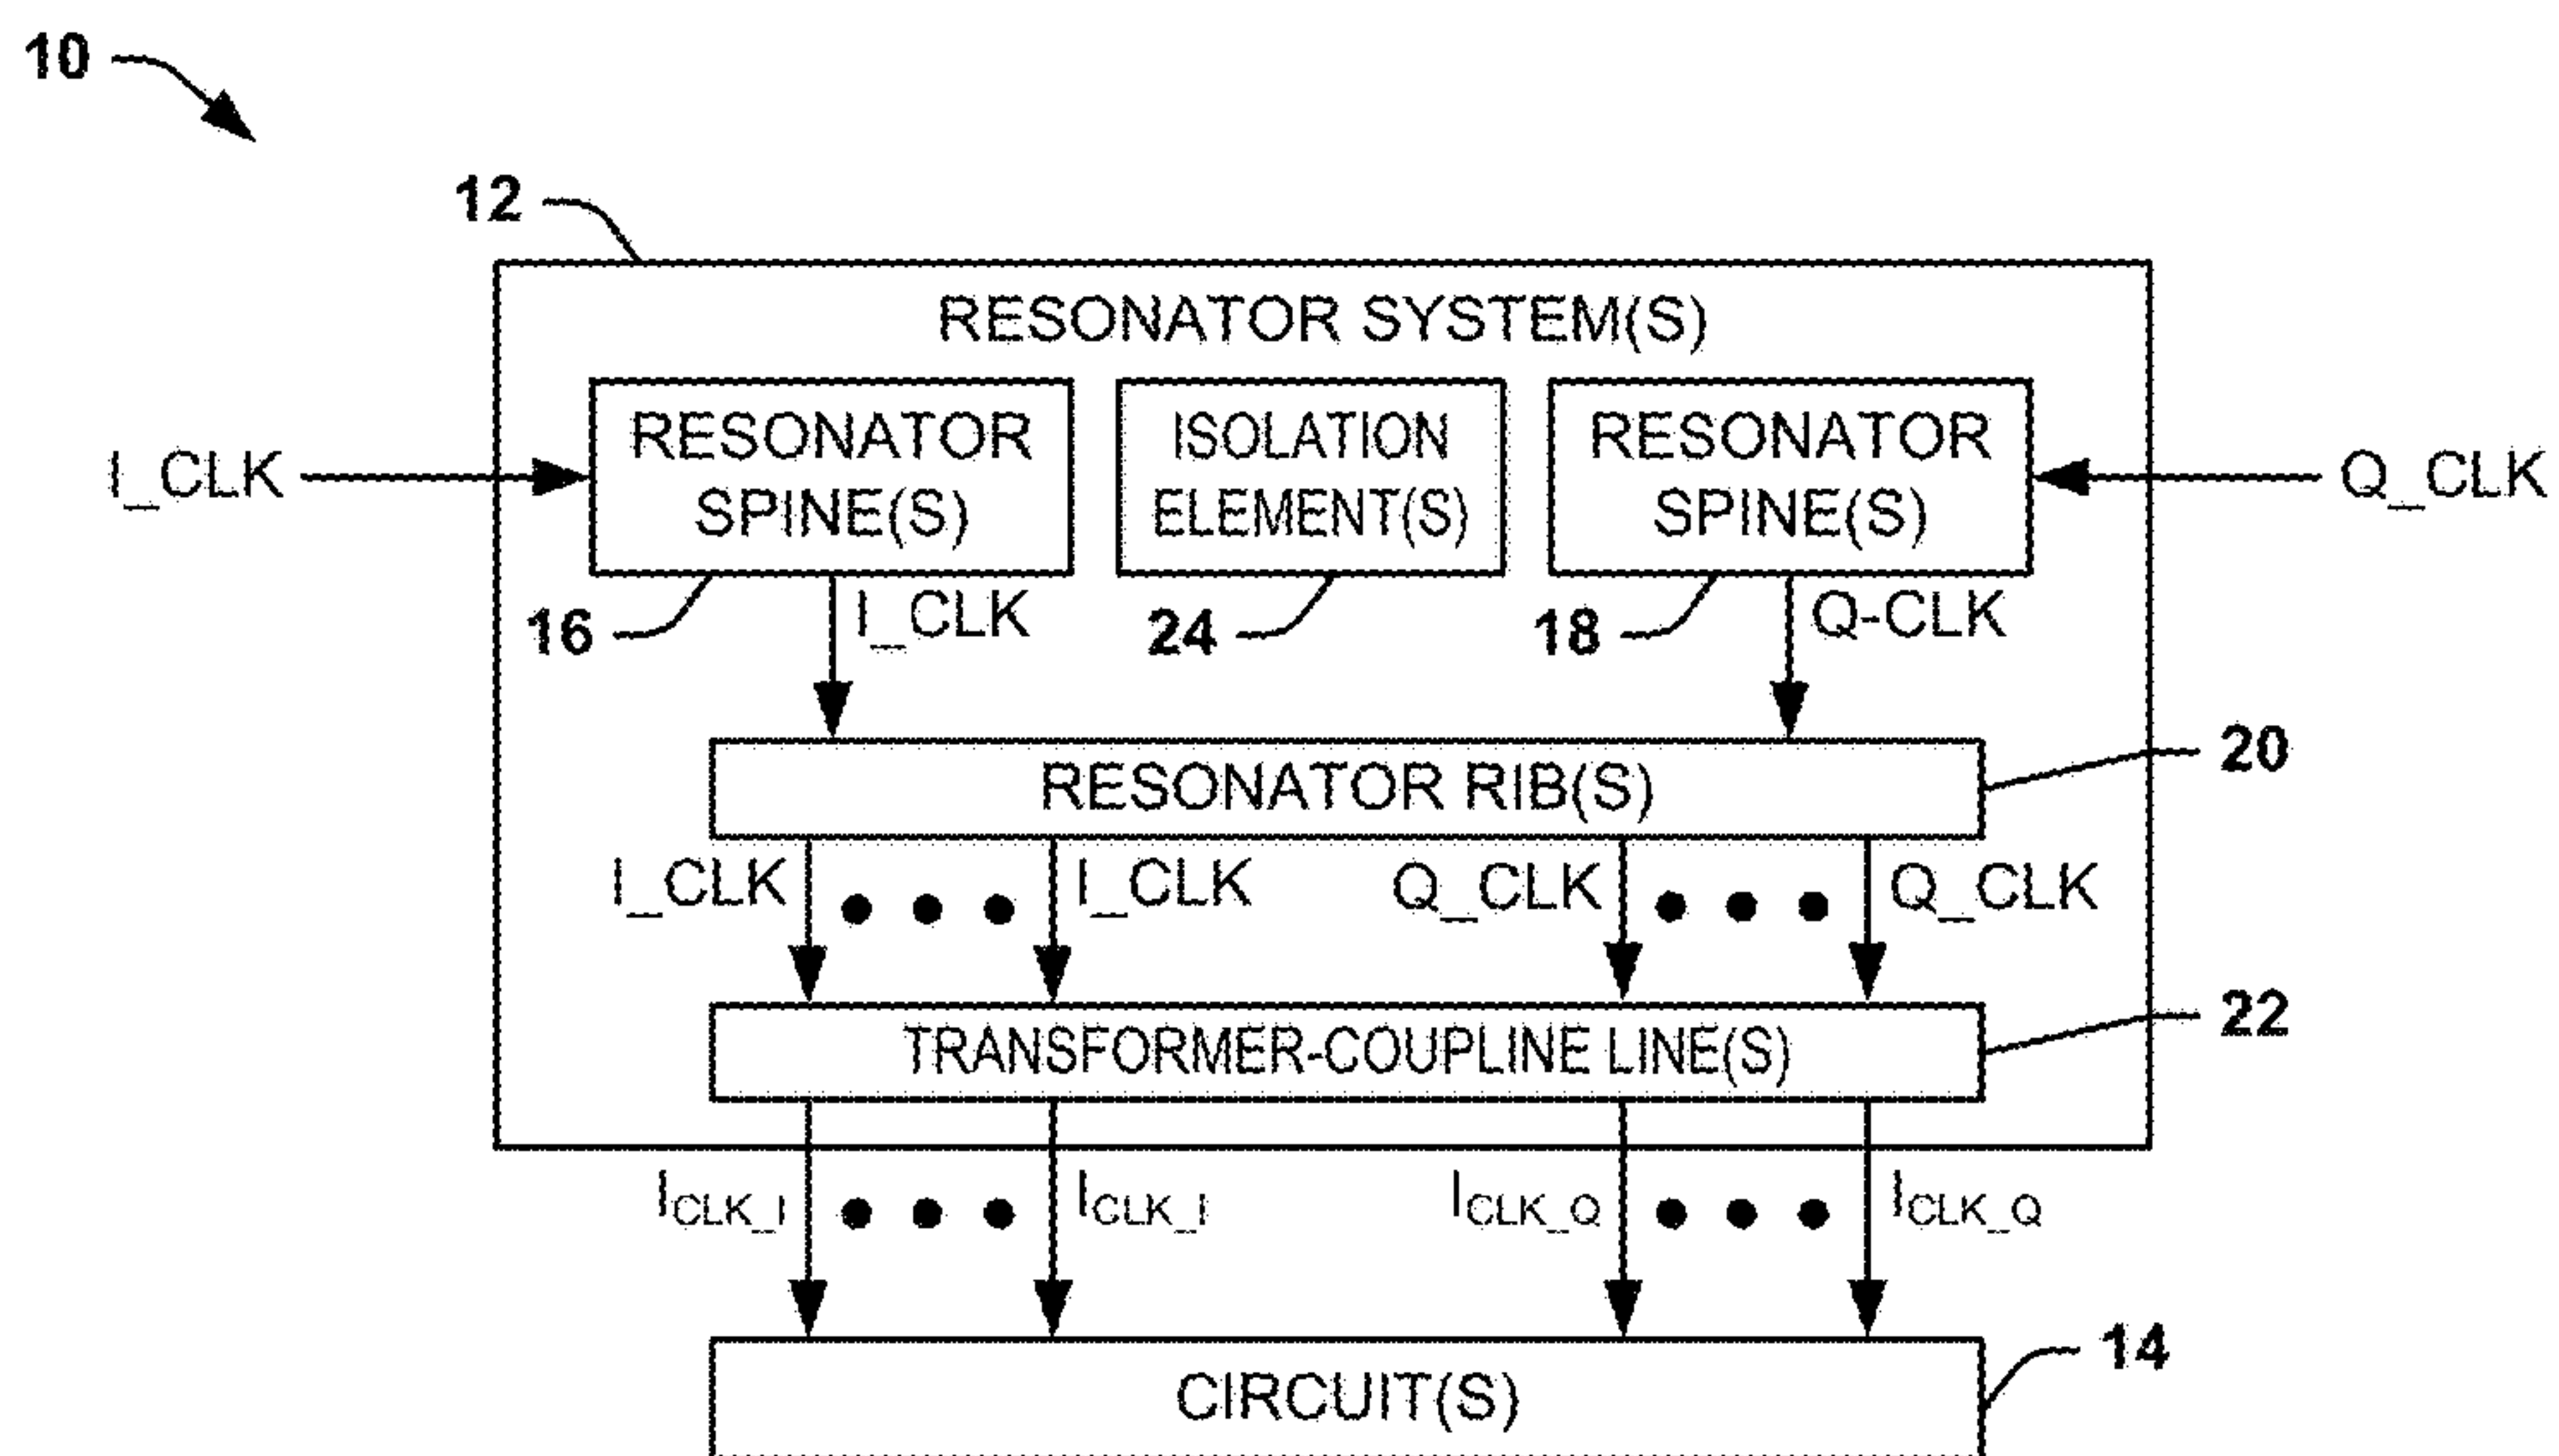 10
12
RESONATOR SYSTEM(S)
RESONATOR
SPINE(S)
ISOLATION
ELEMENT(S)
RESONATOR
SPINE(S)
I_CLK
Q_CLK
16
I_CLK
24
18
Q-CLK
20
RESONATOR RIB(S)
I_CLK
I_CLK
Q_CLK
Q_CLK
22
TRANSFORMER-COUPLINE LINE(S)
ICLK_I
ICLK_I
ICLK_Q
ICLK_Q
14
CIRCUIT(S)